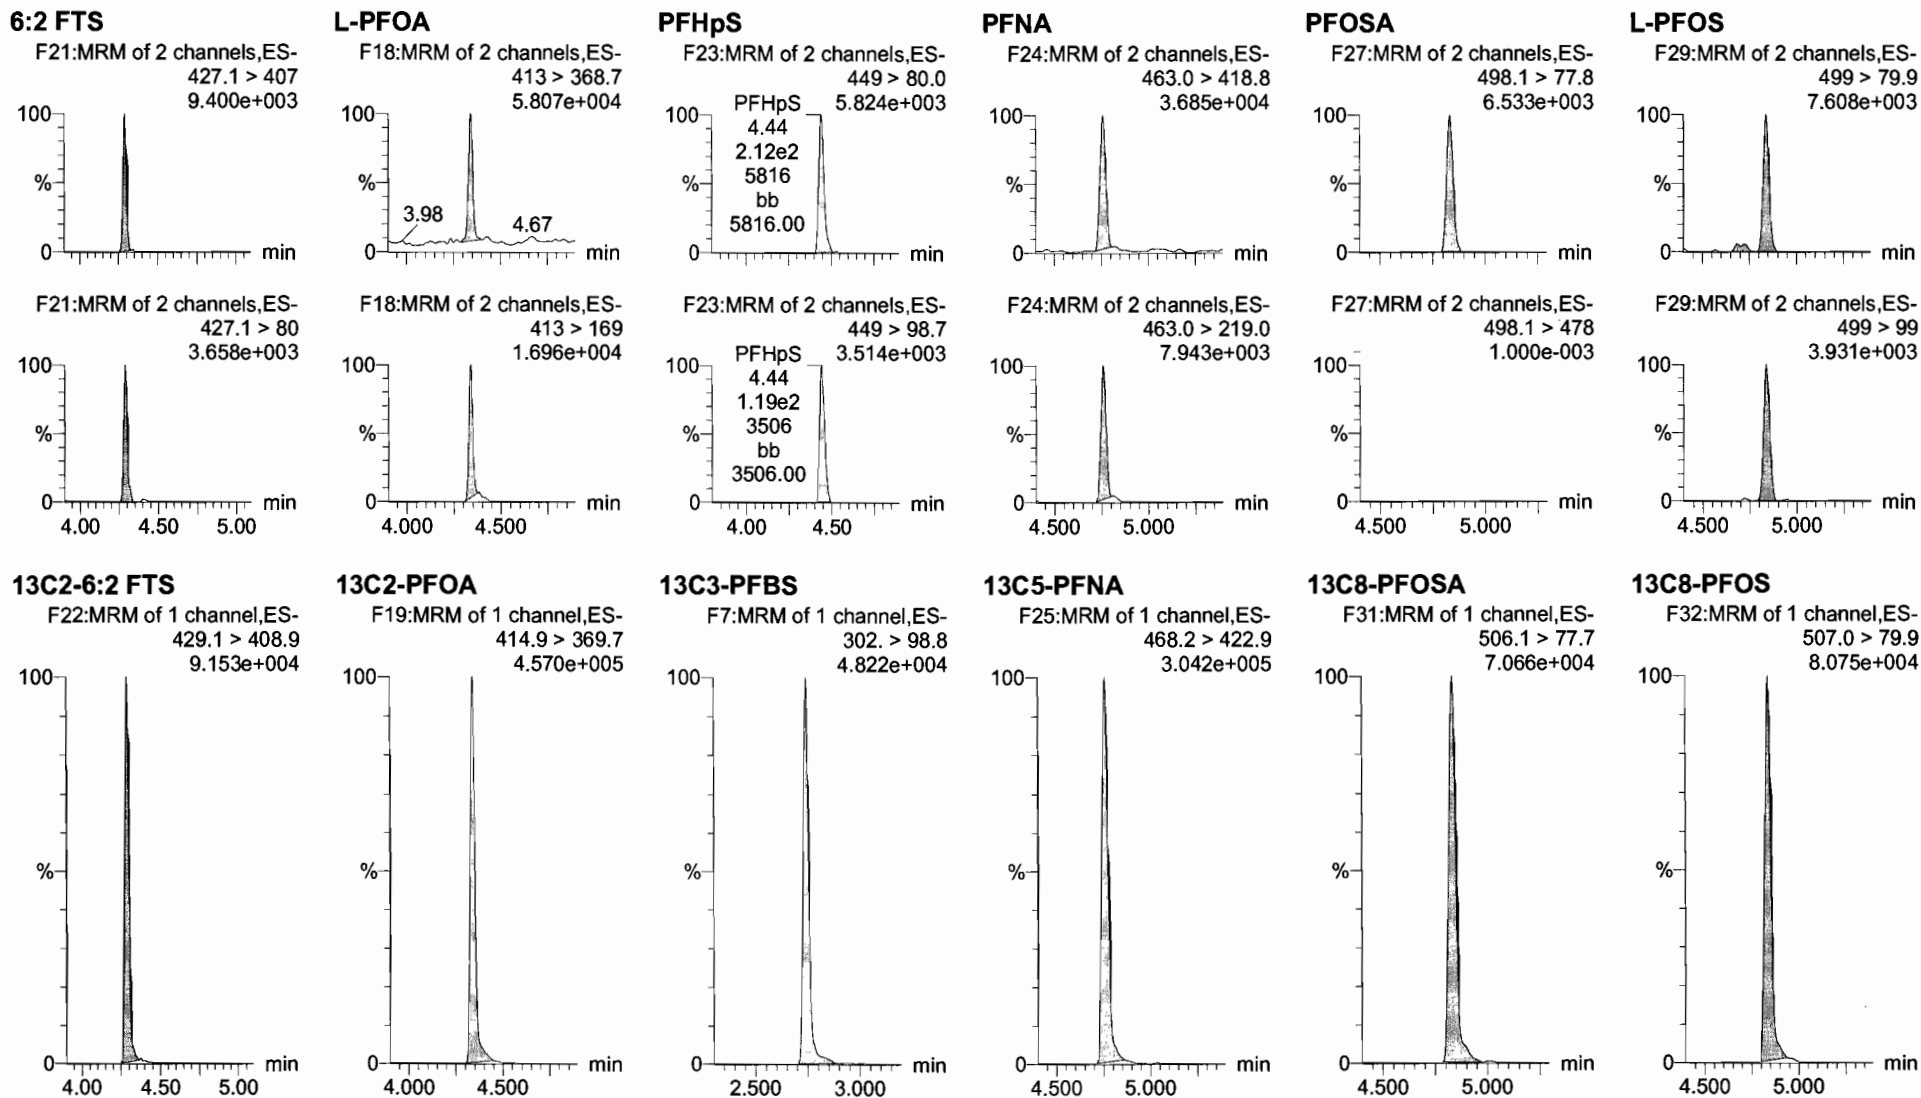 6:2 FTS
F21:MRM of 2 channels,ES-
427.1 > 407
9.400e+003
100
%
0
min
L-PFOA
F18:MRM of 2 channels,ES-
413 > 368.7
5.807e+004
100
3.98
4.67
%
0
min
PFHpS
F23:MRM of 2 channels,ES-
449 > 80.0
5.824e+003
PFHpS
4.44
2.12e2
5816
bb
5816.00
100
%
0
min
PFNA
F24:MRM of 2 channels,ES-
463.0 > 418.8
3.685e+004
100
%
0
min
PFOSA
F27:MRM of 2 channels,ES-
498.1 > 77.8
6.533e+003
100
%
0
min
L-PFOS
F29:MRM of 2 channels,ES-
499 > 79.9
7.608e+003
100
%
0
min
F21:MRM of 2 channels,ES-
427.1 > 80
3.658e+003
100
%
0
min
4.00 4.50 5.00
F18:MRM of 2 channels,ES-
413 > 169
1.696e+004
100
%
0
min
4.000 4.500
F23:MRM of 2 channels,ES-
449 > 98.7
3.514e+003
PFHpS
4.44
1.19e2
3506
bb
3506.00
100
%
0
min
4.00 4.50
F24:MRM of 2 channels,ES-
463.0 > 219.0
7.943e+003
100
%
0
min
4.500 5.000
F27:MRM of 2 channels,ES-
498.1 > 478
1.000e-003
100
%
0
min
4.500 5.000
F29:MRM of 2 channels,ES-
499 > 99
3.931e+003
100
%
0
min
4.500 5.000
13C2-6:2 FTS
F22:MRM of 1 channel,ES-
429.1 > 408.9
9.153e+004
100
%
0
min
4.00 4.50 5.00
13C2-PFOA
F19:MRM of 1 channel,ES-
414.9 > 369.7
4.570e+005
100
%
0
min
4.000 4.500
13C3-PFBS
F7:MRM of 1 channel,ES-
302. > 98.8
4.822e+004
100
%
0
min
2.500 3.000
13C5-PFNA
F25:MRM of 1 channel,ES-
468.2 > 422.9
3.042e+005
100
%
0
min
4.500 5.000
13C8-PFOSA
F31:MRM of 1 channel,ES-
506.1 > 77.7
7.066e+004
100
%
0
min
4.500 5.000
13C8-PFOS
F32:MRM of 1 channel,ES-
507.0 > 79.9
8.075e+004
100
%
0
min
4.500 5.000